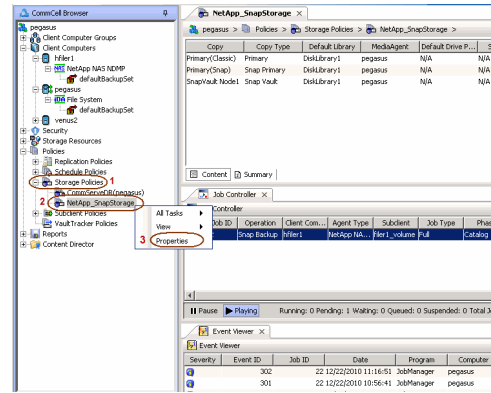 CommCell Browser
pegasus
Client Computer Groups
Client Computers
hfiler1
NetApp NAS NDMP
defaultBackupSet
pegasus
File System
defaultBackupSet
venus2
Security
Storage Resources
Policies
Replication Policies
Schedule Policies
Storage Policies 1
CommServeDR(pegasus)
2 NetApp_SnapStorage
Subclient Policies
VaultTracker Policies
Reports
Content Director
All Tasks
View
3 Properties
NetApp_SnapStorage ×
pegasus > Policies > Storage Policies > NetApp_SnapStorage >
Copy Copy Type Default Library MediaAgent Default Drive P... S
Primary(Classic) Primary DiskLibrary1 pegasus N/A N/A
Primary(Snap) Snap Primary DiskLibrary1 pegasus N/A N/A
SnapVault Node1 Snap Vault DiskLibrary1 pegasus N/A N/A
Content Summary
Job Controller ×
Controller
Job ID Operation Client Com... Agent Type Subclient Job Type Phas
Snap Backup hfiler1 NetApp NA... filer1_volume Full Catalog
Pause Playing Running: 0 Pending: 1 Waiting: 0 Queued: 0 Suspended: 0 Total J
Event Viewer ×
Event Viewer
Severity Event ID Job ID Date Program Computer
302 22 12/22/2010 11:16:51 JobManager pegasus
301 22 12/22/2010 10:56:41 JobManager pegasus